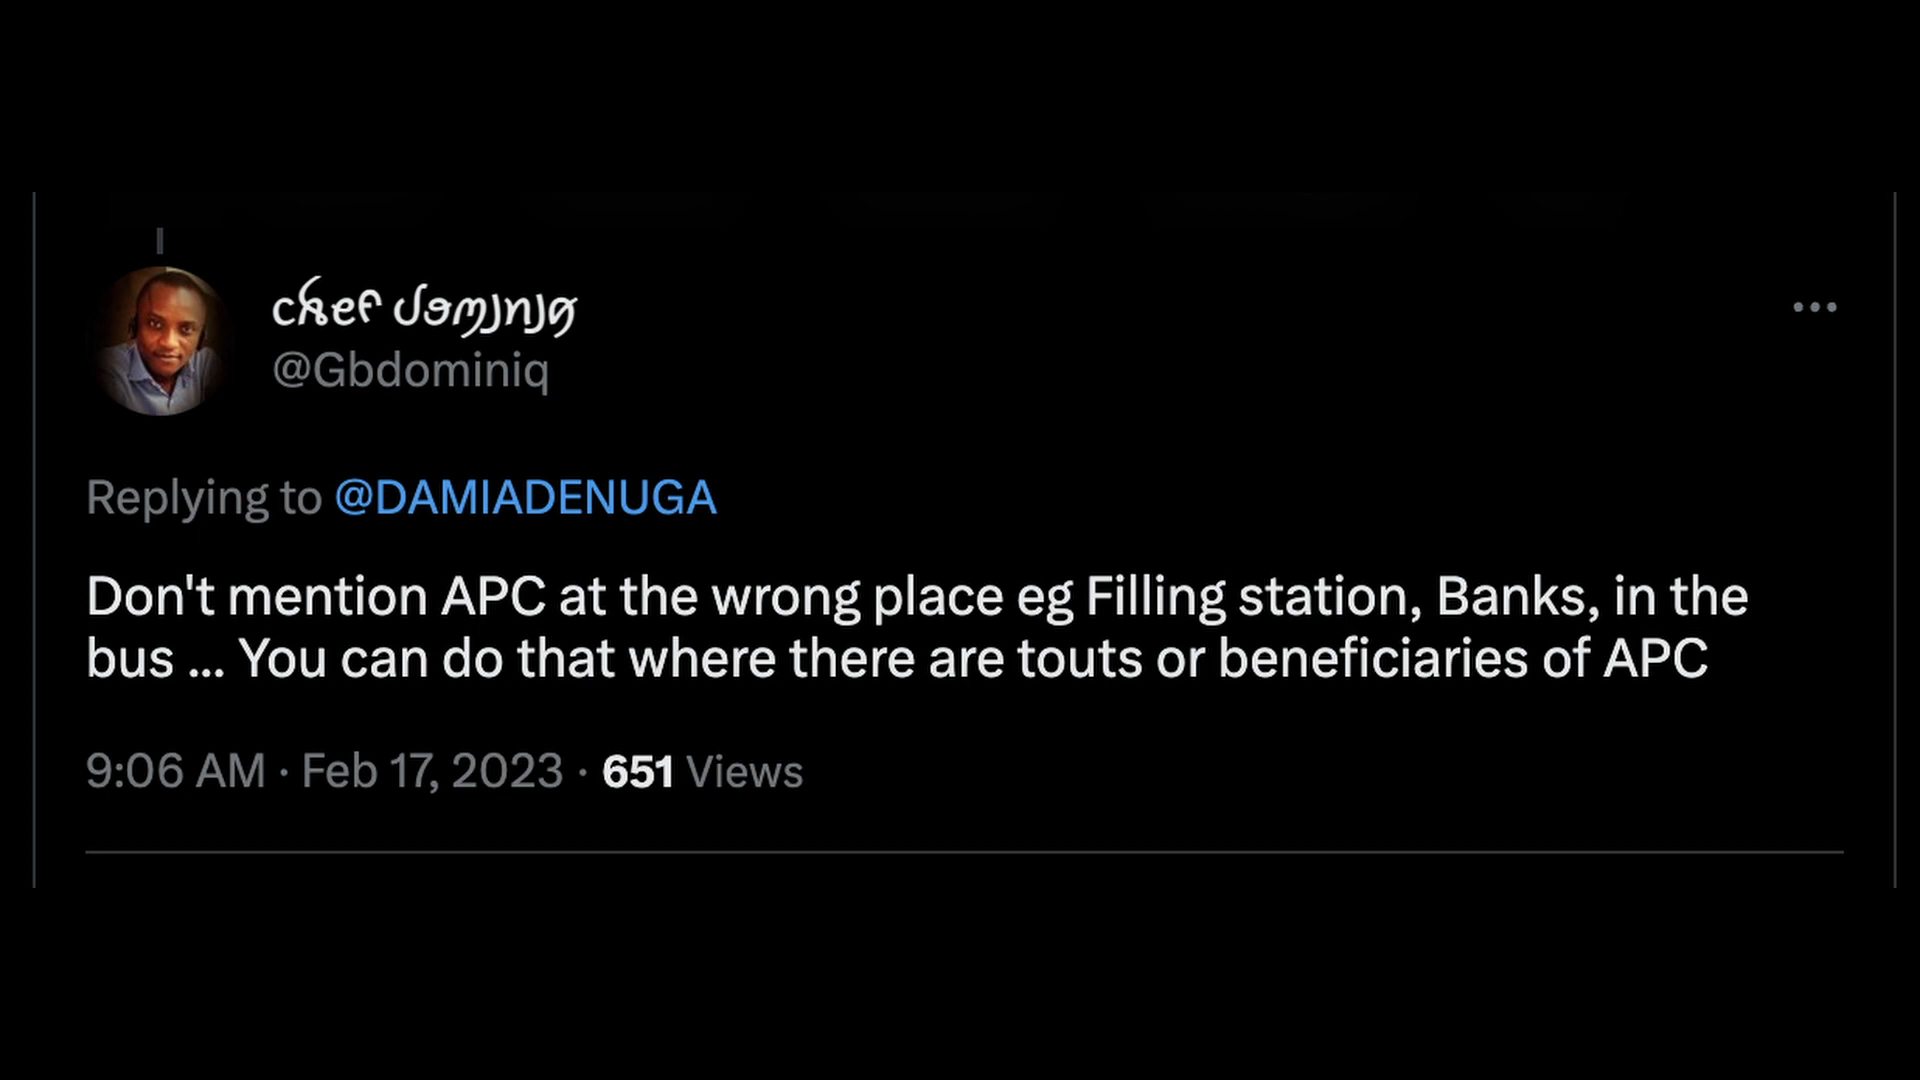 chef dominiq
@Gbdominiq
Replying to @DAMIADENUGA
Don't mention APC at the wrong place eg Filling station, Banks, in the
bus ... You can do that where there are touts or beneficiaries of APC
9:06 AM · Feb 17, 2023 · 651 Views